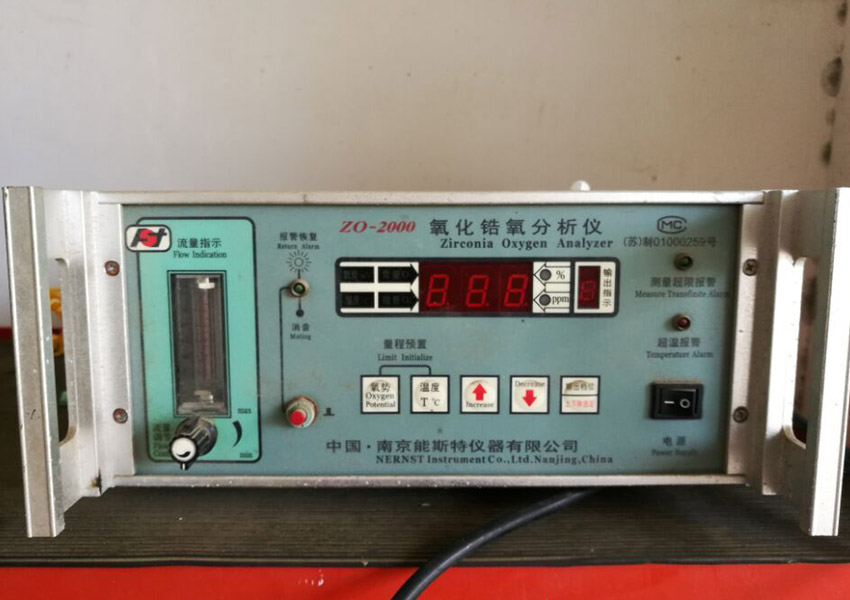 ZO-2000 氧化锆氧分析仪
Zirconia Oxygen Analyzer
MC
(苏)制01000259号
流量指示
Flow Indication
报警恢复
Return Alarm
消音
Muting
%
ppm
输出指示
测量超限报警
Measure Transfinite Alarm
超温报警
Temperature Alarm
量程预置
Limit Initialize
氧势
Oxygen
Potential
温度
T ℃
Increase
Decrease
max
min
电源
Power Supply
中国·南京能斯特仪器有限公司
NERNST Instrument Co.,Ltd.Nanjing,China